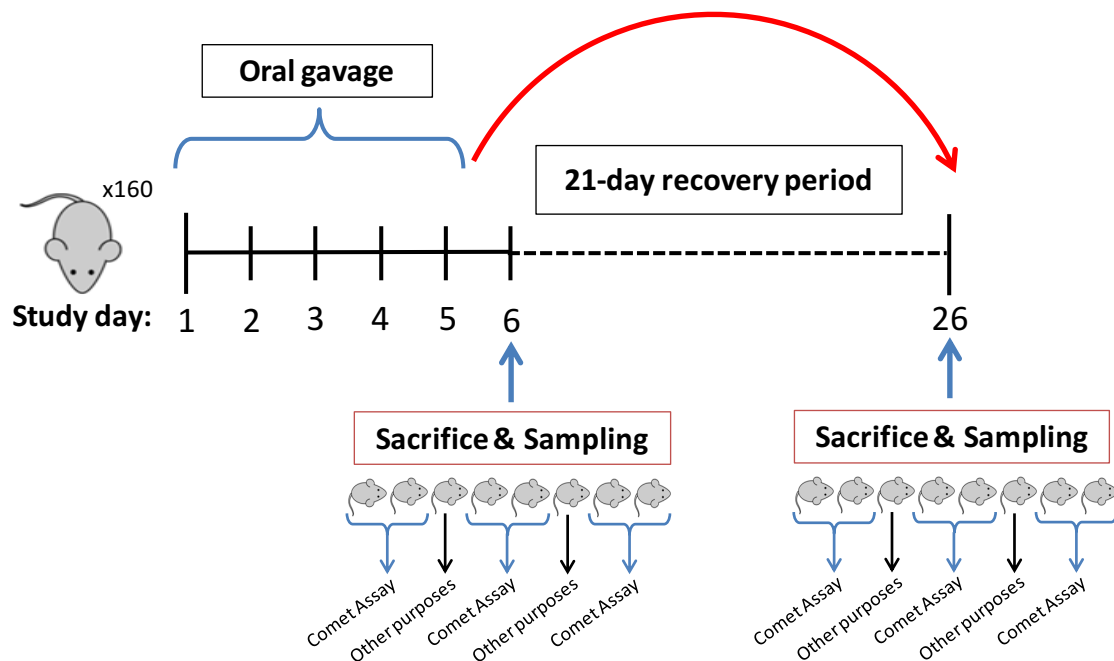 Oral gavage
x160
21-day recovery period
Study day: 1 2 3 4 5 6 26
Sacrifice & Sampling
Sacrifice & Sampling
Comet Assay
Other purposes
Comet Assay
Other purposes
Comet Assay
Comet Assay
Other purposes
Comet Assay
Other purposes
Comet Assay